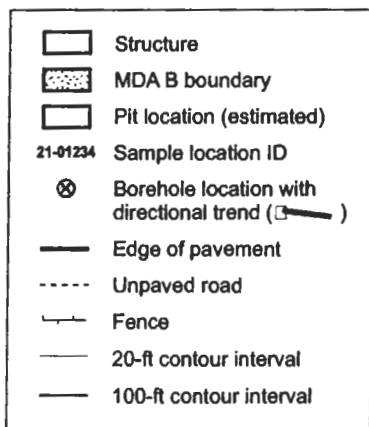 Structure
MDA B boundary
Pit location (estimated)
21-01234 Sample location ID
Borehole location with
directional trend ( )
Edge of pavement
Unpaved road
Fence
20-ft contour interval
100-ft contour interval